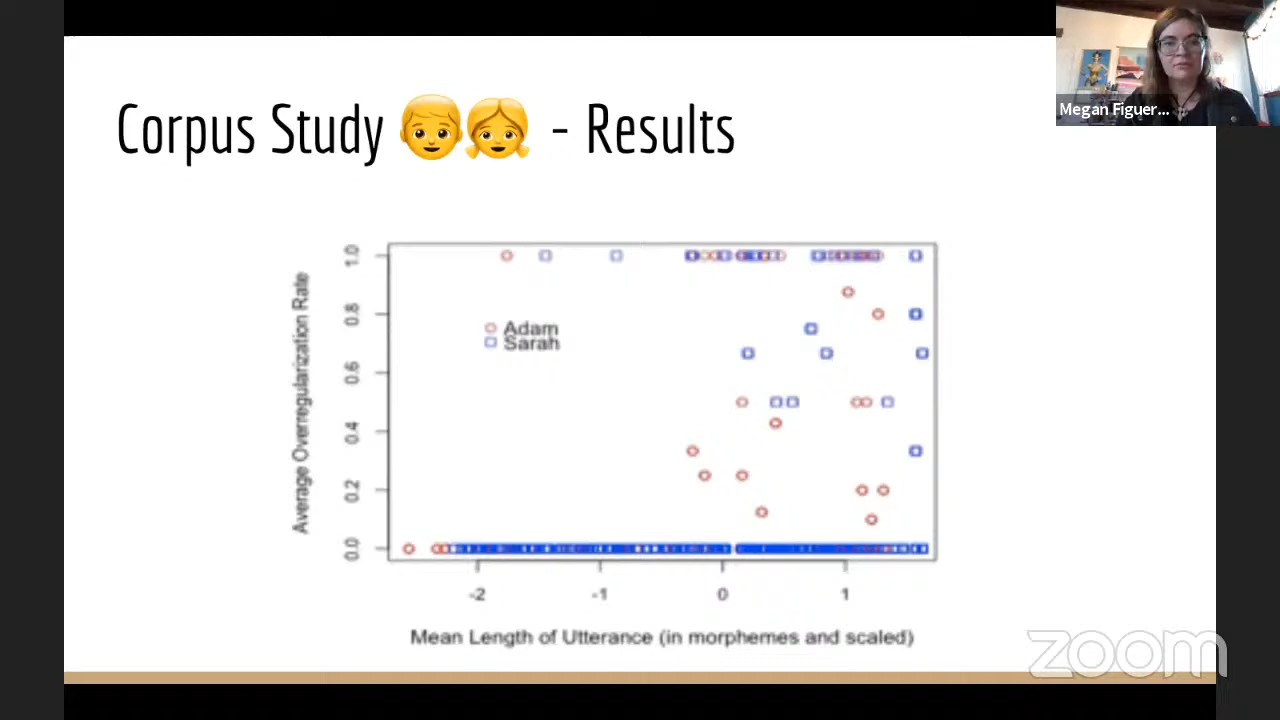 Megan Figuer...
Corpus Study 👦👧 - Results
Average Overregularization Rate
1.0
0.8
0.6
0.4
0.2
0.0
Adam
Sarah
-2 -1 0 1
Mean Length of Utterance (in morphemes and scaled)
zoom